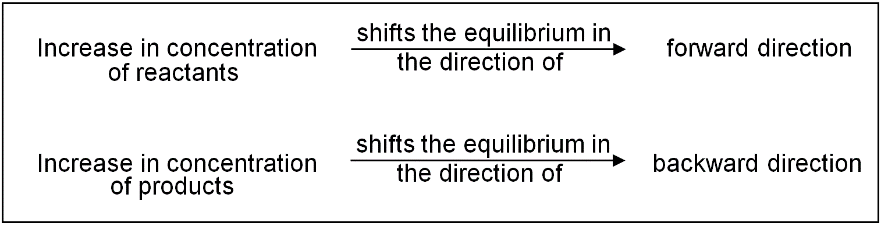 Increase in concentration of reactants
shifts the equilibrium in
the direction of
forward direction
Increase in concentration of products
shifts the equilibrium in
the direction of
backward direction